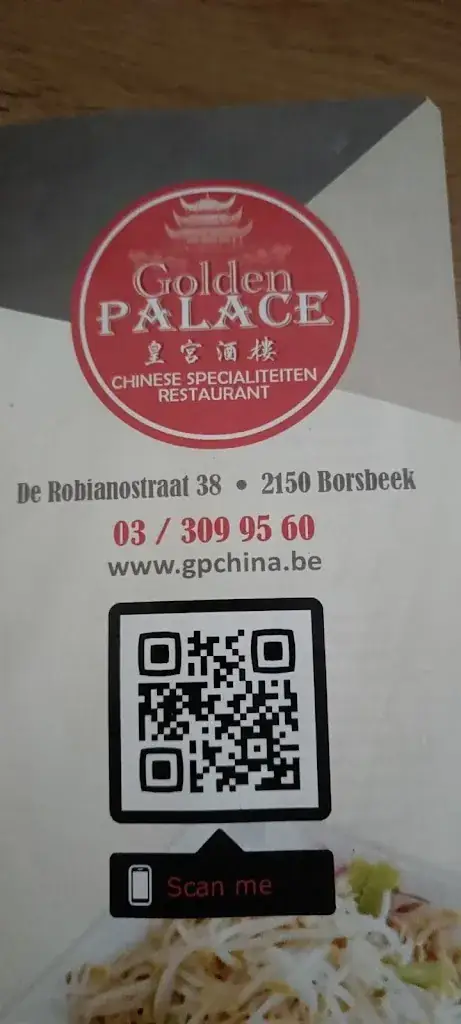 Golden
PALACE
皇宮酒楼
CHINESE SPECIALITEITEN
RESTAURANT
De Robianostraat 38 • 2150 Borsbeek
03 / 309 95 60
www.gpchina.be
Scan me